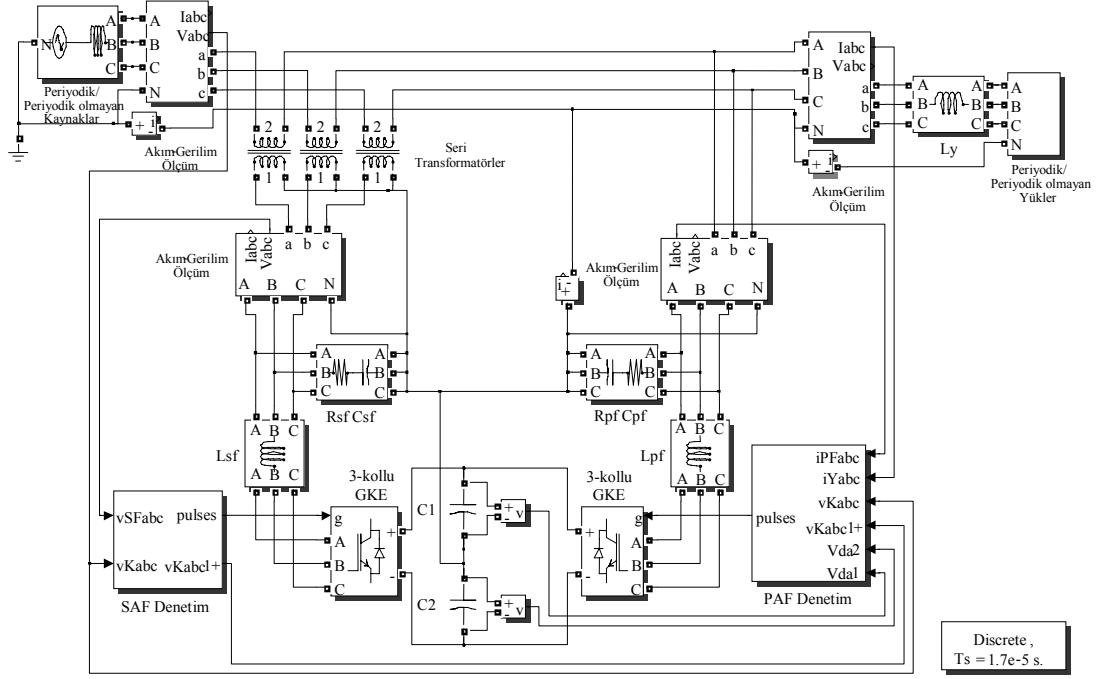 N
A
B
C
Periyodik/
Periyodik olmayan
Kaynaklar
A
B
C
N
Iabc
Vabc
a
b
c
+ i -
Akım-Gerilim
Ölçüm
2 2 2
1 1 1
Seri
Transformatörler
A
B
C
N
Iabc
Vabc
a
b
c
A
B
C
A
B
C
Ly
A
B
C
N
Periyodik/
Periyodik olmayan
Yükler
+ i -
Akım-Gerilim
Ölçüm
Iabc
Vabc
a b c
A B C N
Akım-Gerilim
Ölçüm
i - +
Akım-Gerilim
Ölçüm
Iabc
Vabc
a b c
A B C N
A
B
C
A
B
C
Rsf Csf
A
B
C
A
B
C
Rpf Cpf
A B C
A B C
Lsf
A B C
A B C
Lpf
vSFabc
vKabc
pulses
vKabc1+
SAF Denetim
3-kollu
GKE
g
A
B
C
+
-
C1
C2
+ - v
+ - v
3-kollu
GKE
+
-
g
A
B
C
pulses
iPFabc
iYabc
vKabc
vKabc1+
Vda2
Vda1
PAF Denetim
Discrete ,
Ts = 1.7e-5 s.